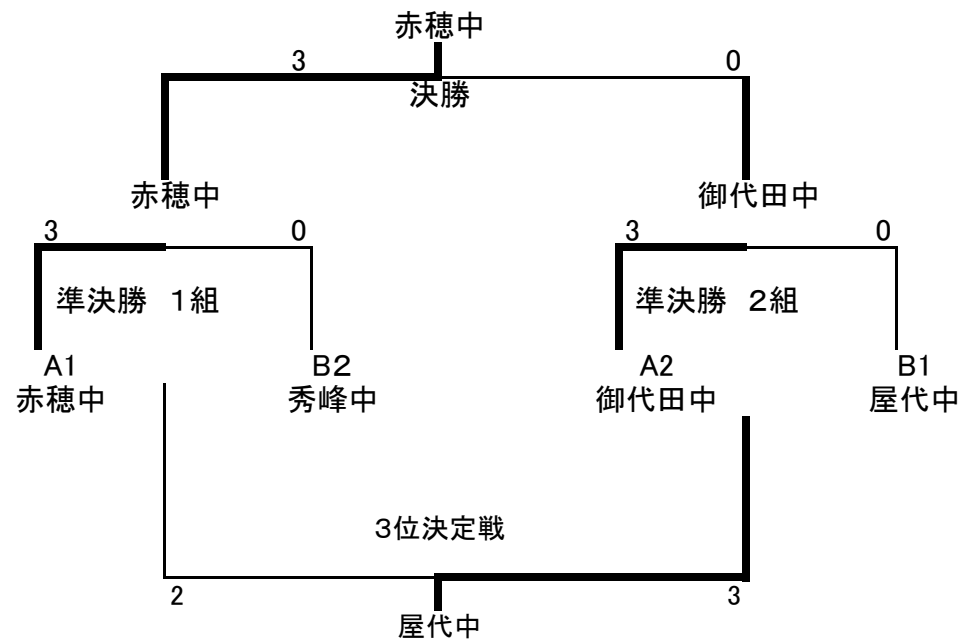 赤穂中
3 0
決勝
赤穂中 御代田中
3 0 3 0
準決勝 1組 準決勝 2組
A1 B2 A2 B1
赤穂中 秀峰中 御代田中 屋代中
3位決定戦
2 3
屋代中